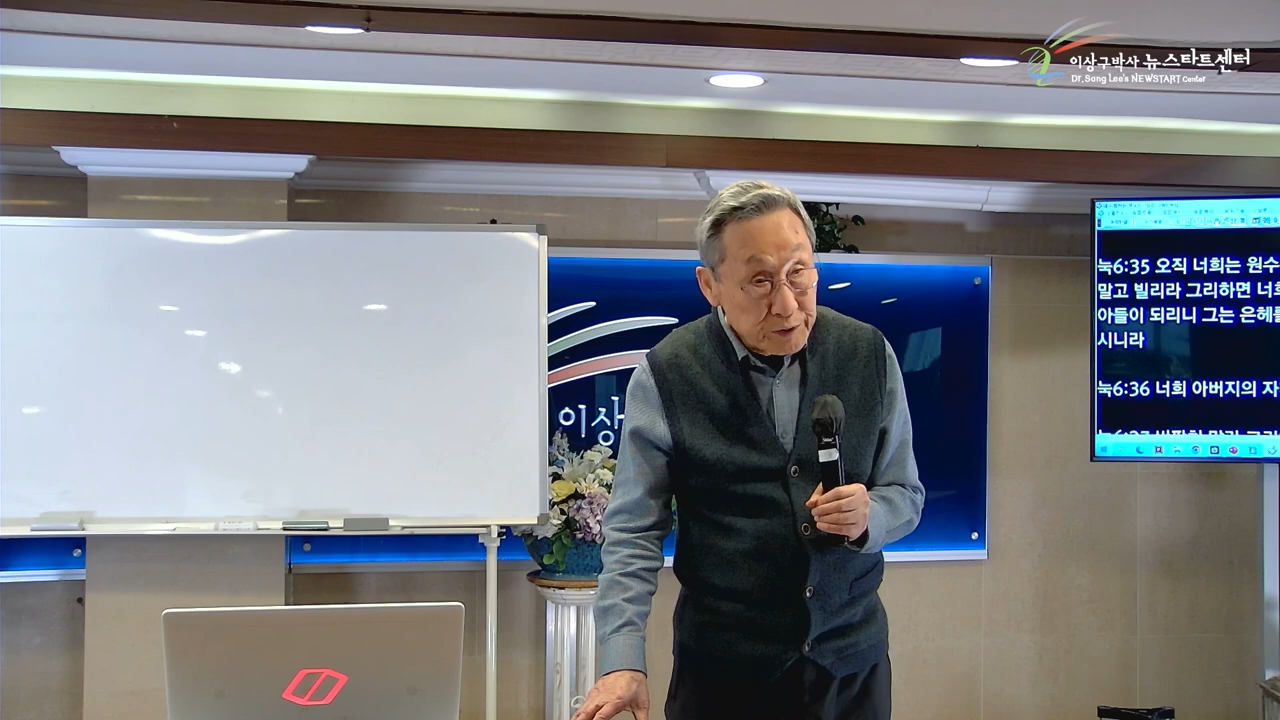 이상구박사 뉴스타트센터
Dr. Sang Lee's NEWSTART Center
눅6:35 오직 너희는 원수
말고 빌리라 그리하면 너희
아들이 되리니 그는 은혜를
시니라
눅6:36 너희 아버지의 자
이상